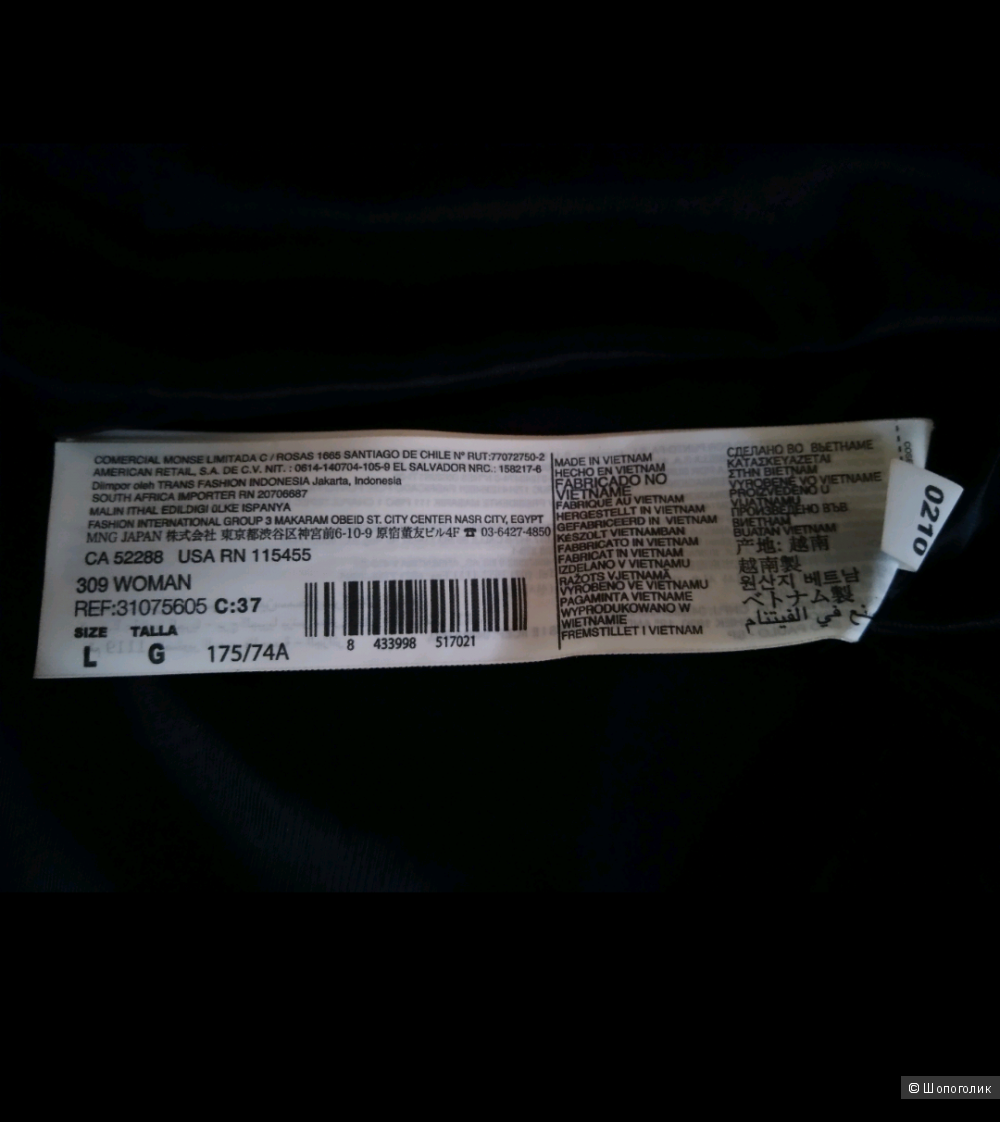 COMERCIAL MONSE LIMITADA C / ROSAS 1665 SANTIAGO DE CHILE Nº RUT:77072750-2
AMERICAN RETAIL, S.A. DE C.V. NIT. : 0614-140704-105-9 EL SALVADOR NRC.: 158217-6
Diimpor oleh TRANS FASHION INDONESIA Jakarta, Indonesia
SOUTH AFRICA IMPORTER RN 20706687
MALIN ITHAL EDILDIGI ÜLKE ISPANYA
FASHION INTERNATIONAL GROUP 3 MAKARAM OBEID ST. CITY CENTER NASR CITY, EGYPT
MNG JAPAN 株式会社 東京都渋谷区神宮前6-10-9 原宿董友ビル4F ☎ 03-6427-4850
CA 52288 USA RN 115455
309 WOMAN
REF:31075605 C:37
SIZE TALLA
L G 175/74A
8 433998 517021
MADE IN VIETNAM
HECHO EN VIETNAM
FABRICADO NO
VIETNAME
FABRIQUÉ AU VIETNAM
HERGESTELLT IN VIETNAM
GEFABRICEERD IN VIETNAM
KÉSZÜLT VIETNAMBAN
FABBRICATO IN VIETNAM
FABRICAT IN VIETNAM
IZDELANO V VIETNAMU
RAŽOTS VJETNAMĀ
VYROBENO VE VIETNAMU
PAGAMINTA VIETNAME
WYPRODUKOWANO W
WIETNAMIE
FREMSTILLET I VIETNAM
СДЕЛАНО ВО ВЬЕТНАМЕ
ΚΑΤΑΣΚΕΥΑΖΕΤΑΙ
ΣΤΗΝ ΒΙΕΤΝΑΜ
VYROBENÉ VO VIETNAME
PROIZVEDENO U
VIJATNAMU
ПРОИЗВЕДЕНО ВЪВ
ВИЕТНАМ
BUATAN VIETNAM
产地: 越南
越南製
원산지 베트남
ベトナム製
في الفيتنام
0210
© Шопоголик